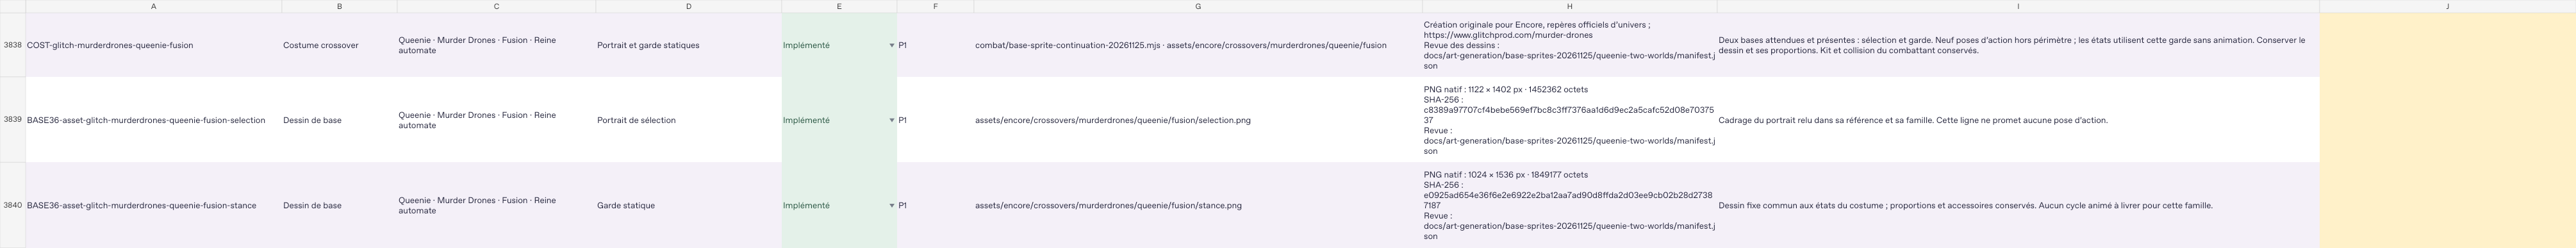 A B C D E F G H I J
3838 COST-glitch-murderdrones-queenie-fusion
Costume crossover
Queenie · Murder Drones · Fusion · Reine
automate
Portrait et garde statiques
Implémenté
P1
combat/base-sprite-continuation-20261125.mjs · assets/encore/crossovers/murderdrones/queenie/fusion
Création originale pour Encore, repères officiels d'univers ;
https://www.glitchprod.com/murder-drones
Revue des dessins :
docs/art-generation/base-sprites-20261125/queenie-two-worlds/manifest.j
son
Deux bases attendues et présentes : sélection et garde. Neuf poses d'action hors périmètre ; les états utilisent cette garde sans animation. Conserver le
dessin et ses proportions. Kit et collision du combattant conservés.
3839 BASE36-asset-glitch-murderdrones-queenie-fusion-selection
Dessin de base
Queenie · Murder Drones · Fusion · Reine
automate
Portrait de sélection
Implémenté
P1
assets/encore/crossovers/murderdrones/queenie/fusion/selection.png
PNG natif : 1122 × 1402 px · 1452362 octets
SHA-256 :
c8389a97707cf4bebe569ef7bc8c3ff7376aa1d6d9ec2a5cafc52d08e70375
37
Revue :
docs/art-generation/base-sprites-20261125/queenie-two-worlds/manifest.j
son
Cadrage du portrait relu dans sa référence et sa famille. Cette ligne ne promet aucune pose d'action.
3840 BASE36-asset-glitch-murderdrones-queenie-fusion-stance
Dessin de base
Queenie · Murder Drones · Fusion · Reine
automate
Garde statique
Implémenté
P1
assets/encore/crossovers/murderdrones/queenie/fusion/stance.png
PNG natif : 1024 × 1536 px · 1849177 octets
SHA-256 :
e0925ad654e36f6e2e6922e2ba12aa7ad90d8ffda2d03ee9cb02b28d2738
7187
Revue :
docs/art-generation/base-sprites-20261125/queenie-two-worlds/manifest.j
son
Dessin fixe commun aux états du costume ; proportions et accessoires conservés. Aucun cycle animé à livrer pour cette famille.